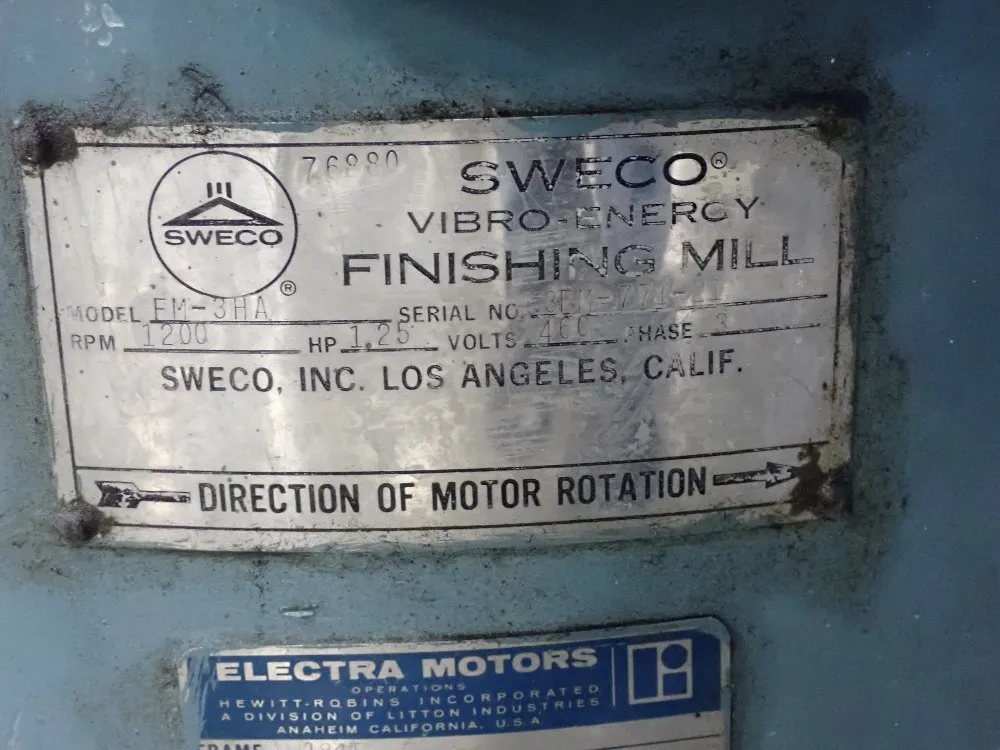 76880
SWECO®
SWECO
®
VIBRO-ENERGY
FINISHING MILL
MODEL FM-3HA SERIAL NO.
RPM 1200 HP 1.25 VOLTS 460 PHASE 3
SWECO, INC. LOS ANGELES, CALIF.
DIRECTION OF MOTOR ROTATION
ELECTRA MOTORS
OPERATIONS
HEWITT-ROBINS INCORPORATED
A DIVISION OF LITTON INDUSTRIES
ANAHEIM CALIFORNIA, U.S.A.
FRAME